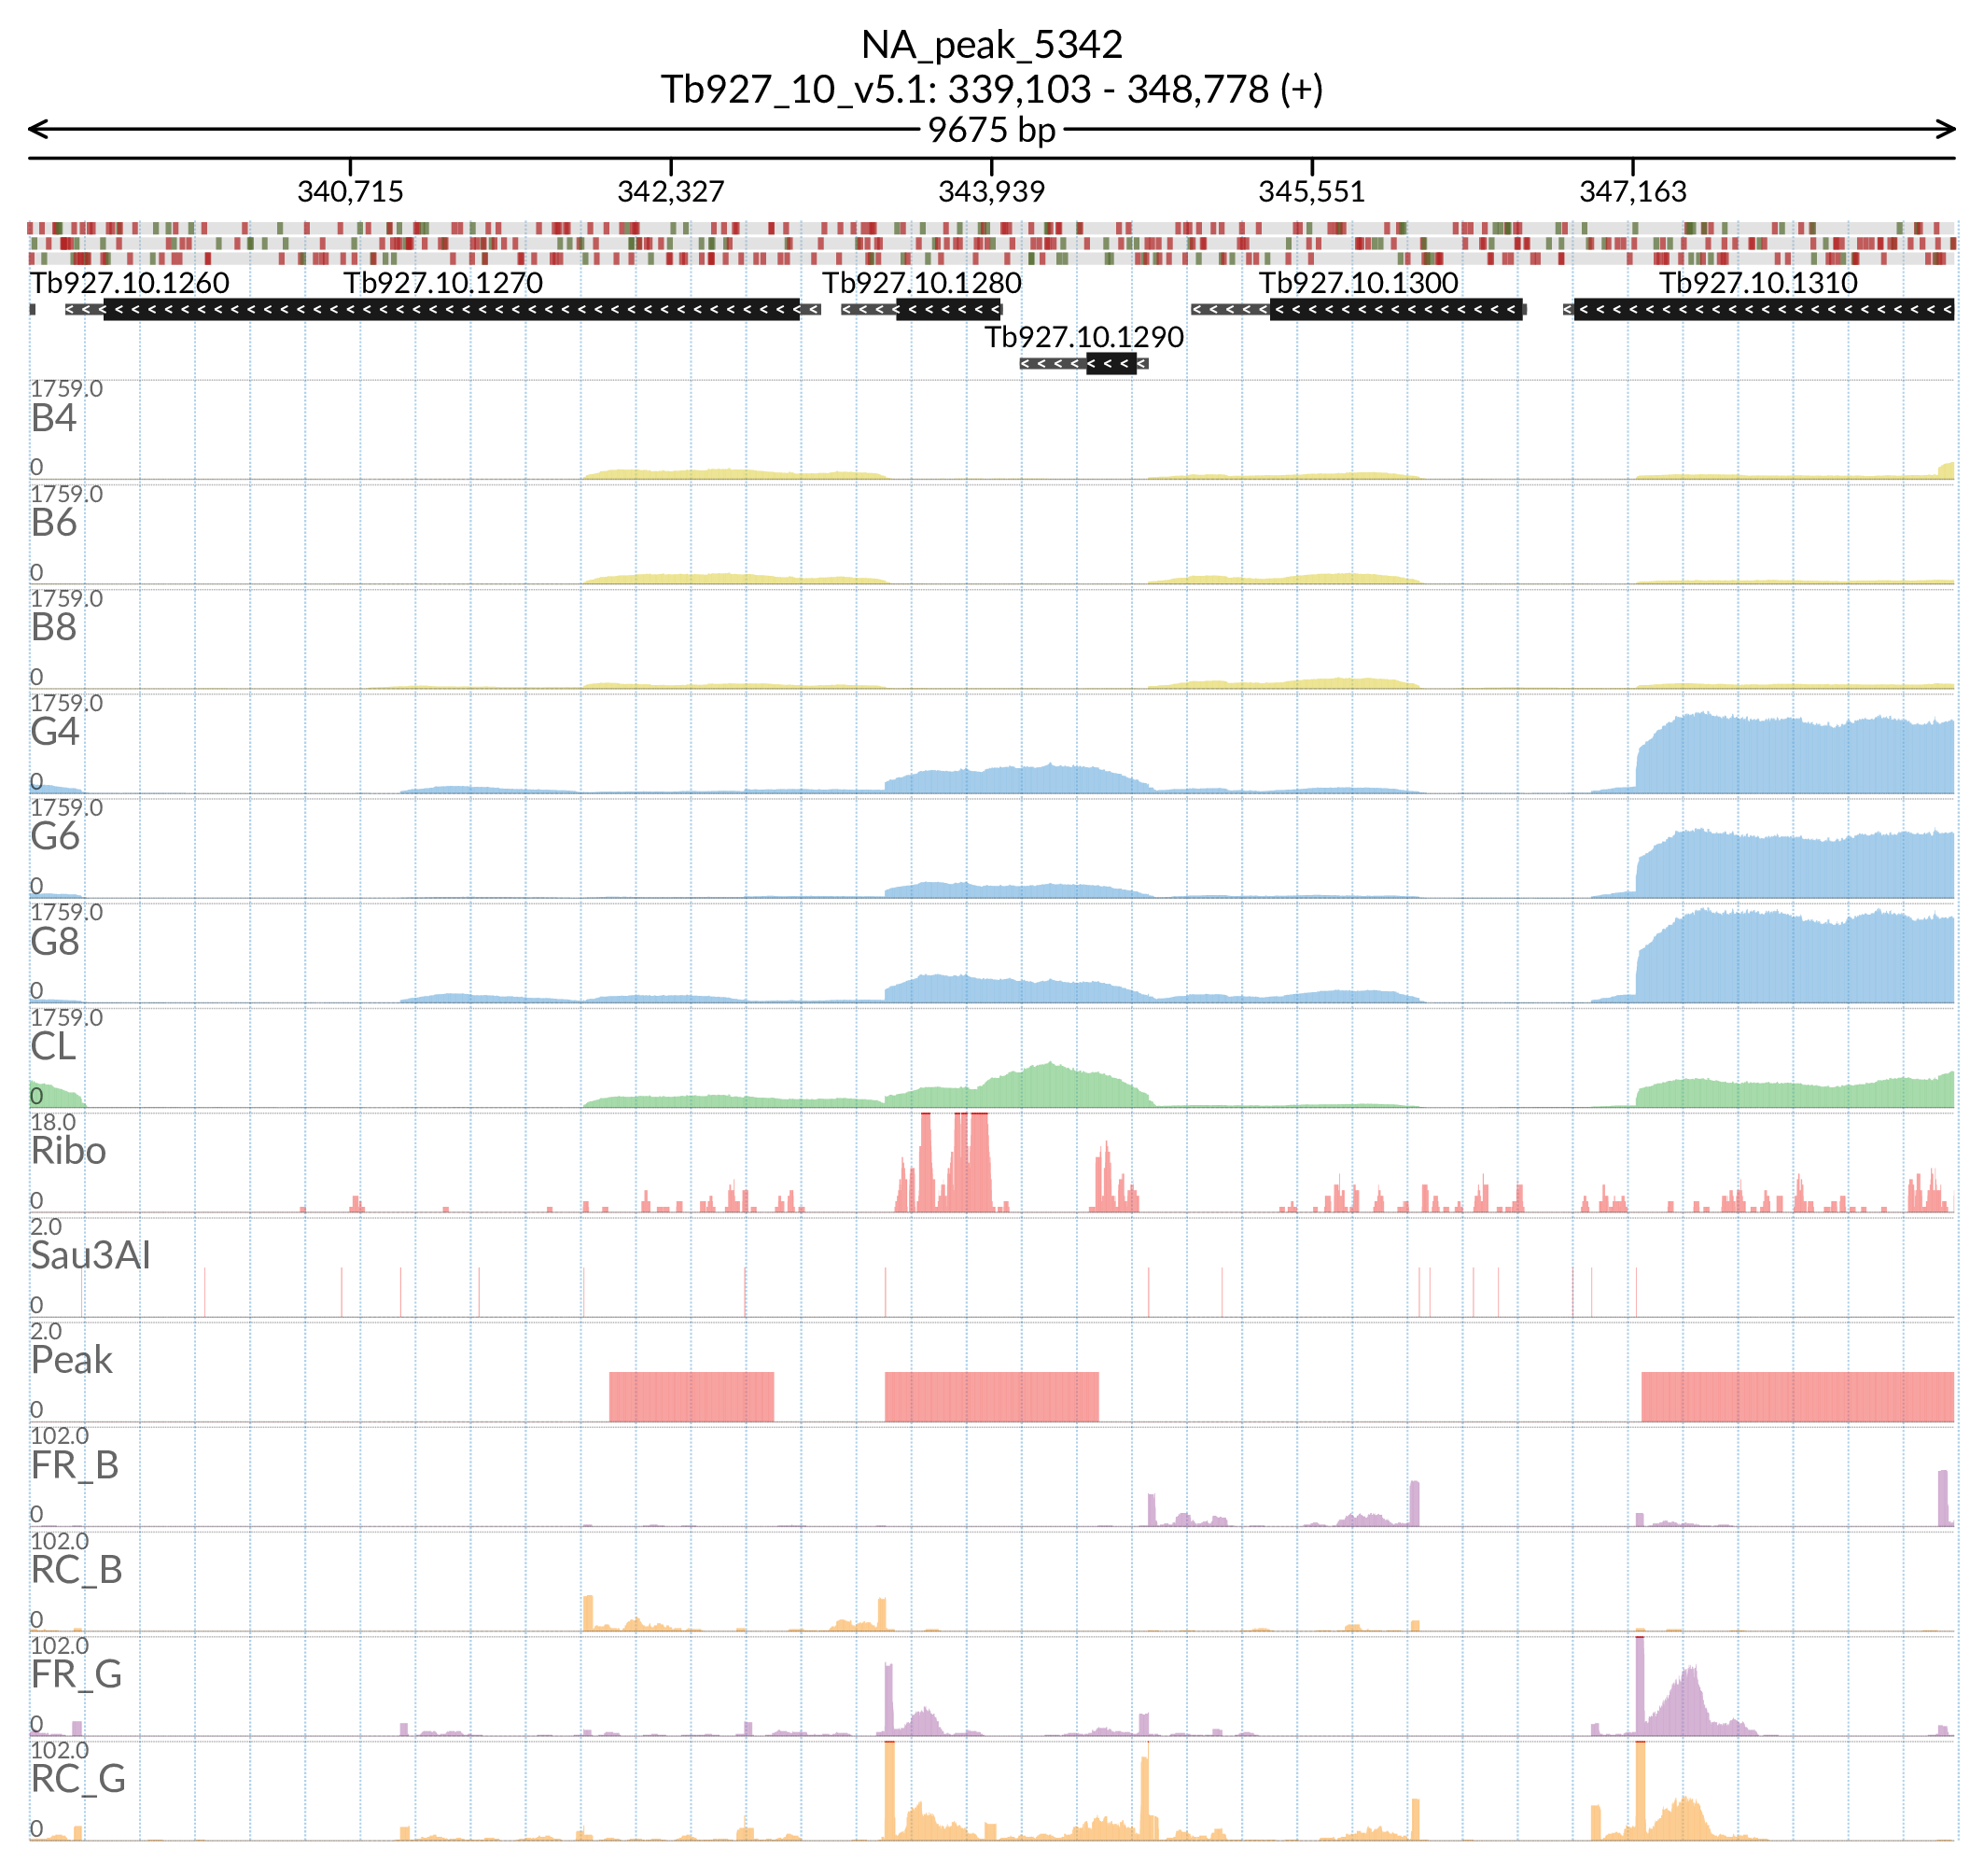 NA_peak_5342
Tb927_10_v5.1: 339,103 - 348,778 (+)
9675 bp
340,715 342,327 343,939 345,551 347,163
Tb927.10.1260 Tb927.10.1270 Tb927.10.1280 Tb927.10.1300 Tb927.10.1310
Tb927.10.1290
1759.0
B4
0
1759.0
B6
0
1759.0
B8
0
1759.0
G4
0
1759.0
G6
0
1759.0
G8
0
1759.0
CL
0
18.0
Ribo
0
2.0
Sau3AI
0
2.0
Peak
0
102.0
FR_B
0
102.0
RC_B
0
102.0
FR_G
0
102.0
RC_G
0